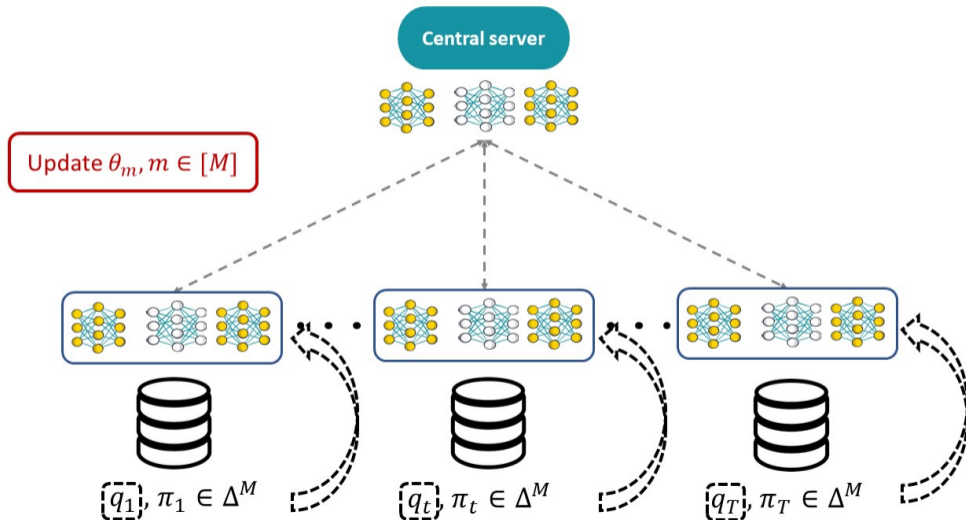 Central server
Update θ_m, m ∈ [M]
q_1, π_1 ∈ Δ^M
q_t, π_t ∈ Δ^M
q_T, π_T ∈ Δ^M